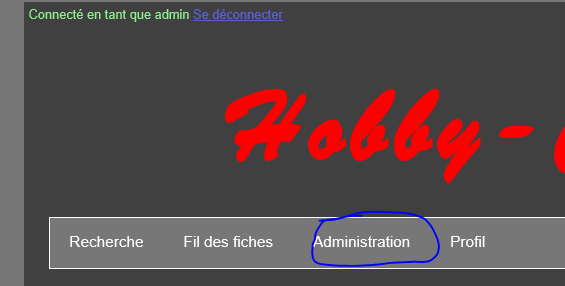 Connecté en tant que admin Se déconnecter
Hobby-
Recherche Fil des fiches Administration Profil